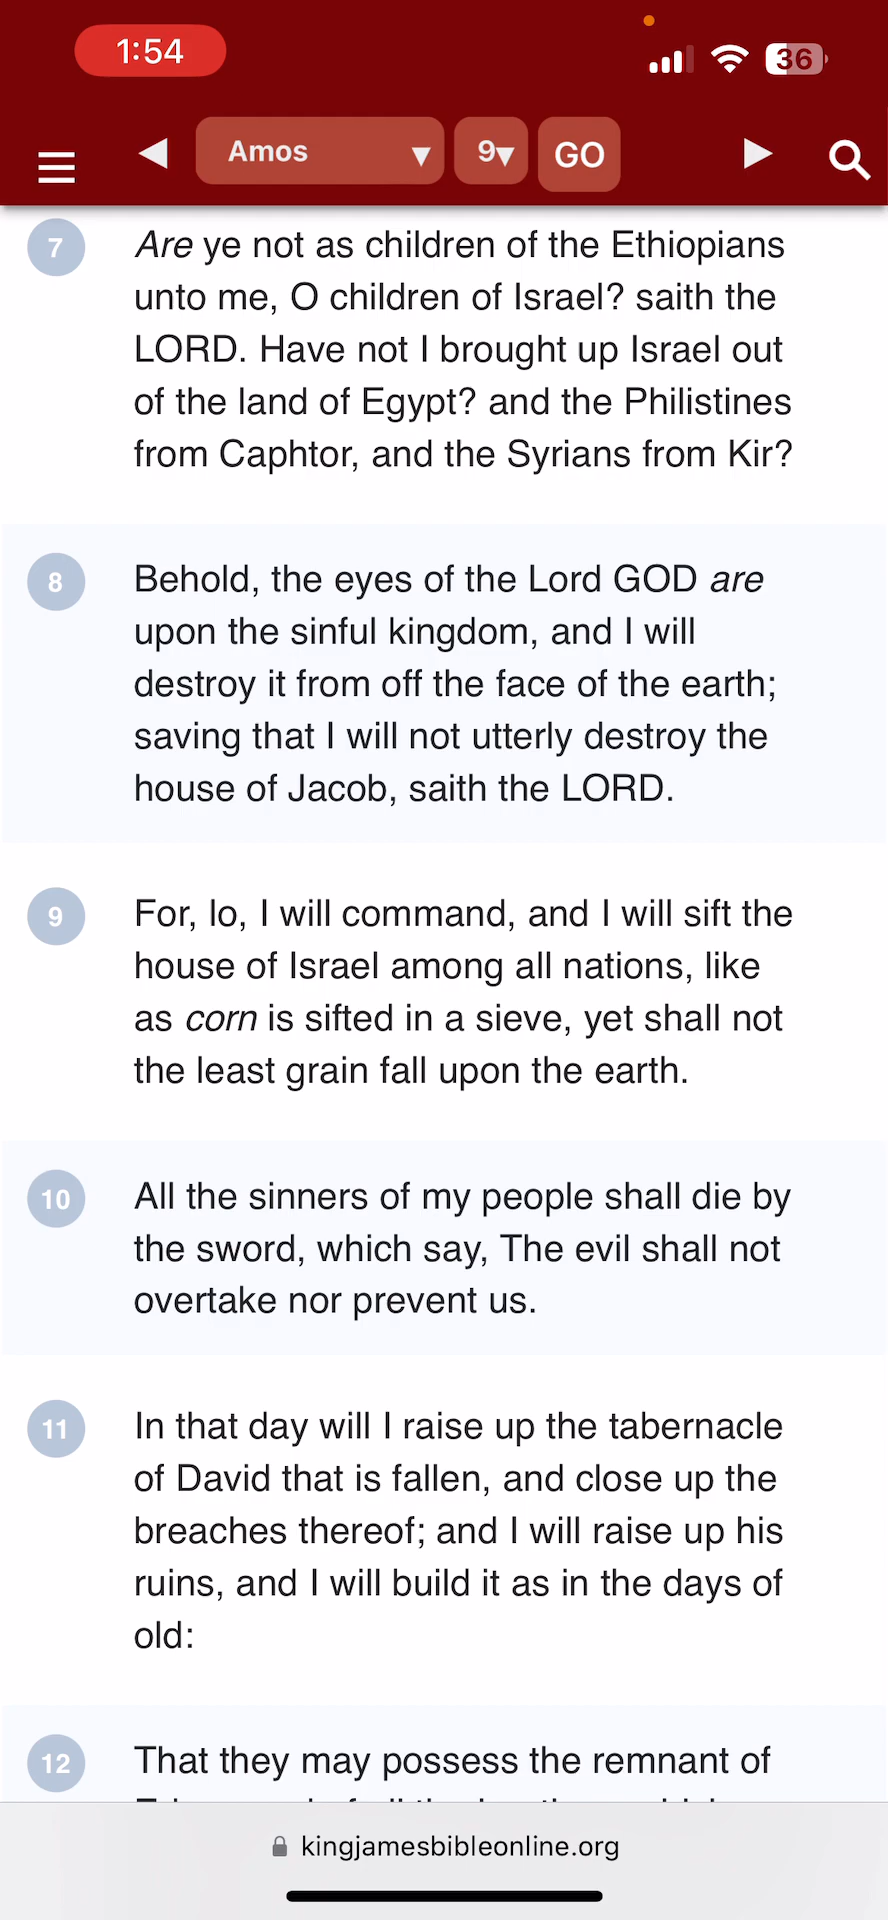 1:54
36
Amos
9
GO
7
Are ye not as children of the Ethiopians
unto me, O children of Israel? saith the
LORD. Have not I brought up Israel out
of the land of Egypt? and the Philistines
from Caphtor, and the Syrians from Kir?
8
Behold, the eyes of the Lord GOD are
upon the sinful kingdom, and I will
destroy it from off the face of the earth;
saving that I will not utterly destroy the
house of Jacob, saith the LORD.
9
For, lo, I will command, and I will sift the
house of Israel among all nations, like
as corn is sifted in a sieve, yet shall not
the least grain fall upon the earth.
10
All the sinners of my people shall die by
the sword, which say, The evil shall not
overtake nor prevent us.
11
In that day will I raise up the tabernacle
of David that is fallen, and close up the
breaches thereof; and I will raise up his
ruins, and I will build it as in the days of
old:
12
That they may possess the remnant of
kingjamesbibleonline.org